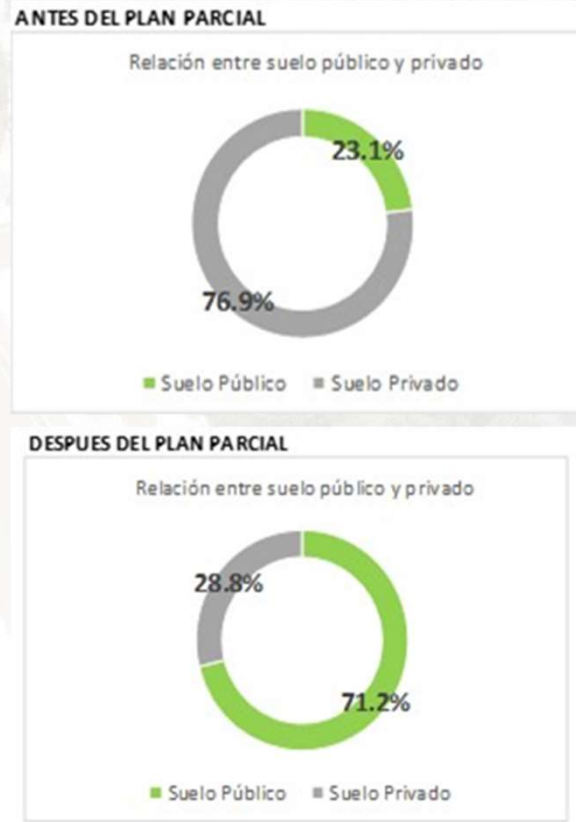 ANTES DEL PLAN PARCIAL
Relación entre suelo público y privado
23.1%
76.9%
Suelo Público Suelo Privado
DESPUES DEL PLAN PARCIAL
Relación entre suelo público y privado
28.8%
71.2%
Suelo Público Suelo Privado